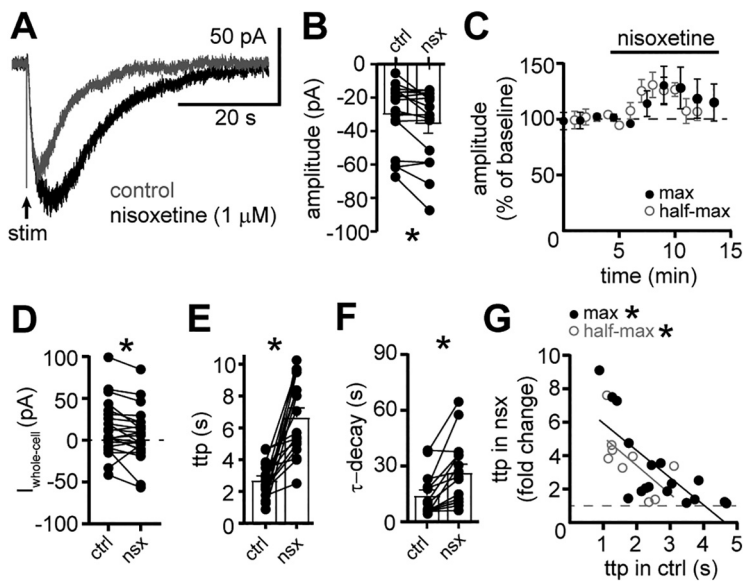 A
50 pA
20 s
control
nisoxetine (1 µM)
stim
B
ctrl nsx
amplitude (pA)
0
-20
-40
-60
-80
-100
*
C
nisoxetine
amplitude
(% of baseline)
150
100
50
0
5 10 15
time (min)
max
half-max
D
*
I whole-cell (pA)
100
50
0
-50
-100
ctrl nsx
E
*
ttp (s)
10
8
6
4
2
0
ctrl nsx
F
*
τ-decay (s)
90
60
30
0
ctrl nsx
G
max *
half-max *
ttp in nsx
(fold change)
10
8
6
4
2
0
1 2 3 4 5
ttp in ctrl (s)